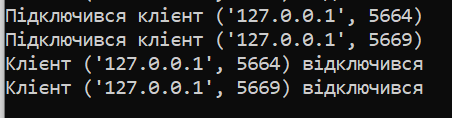 Підключився клієнт ('127.0.0.1', 5664)
Підключився клієнт ('127.0.0.1', 5669)
Клієнт ('127.0.0.1', 5664) відключився
Клієнт ('127.0.0.1', 5669) відключився